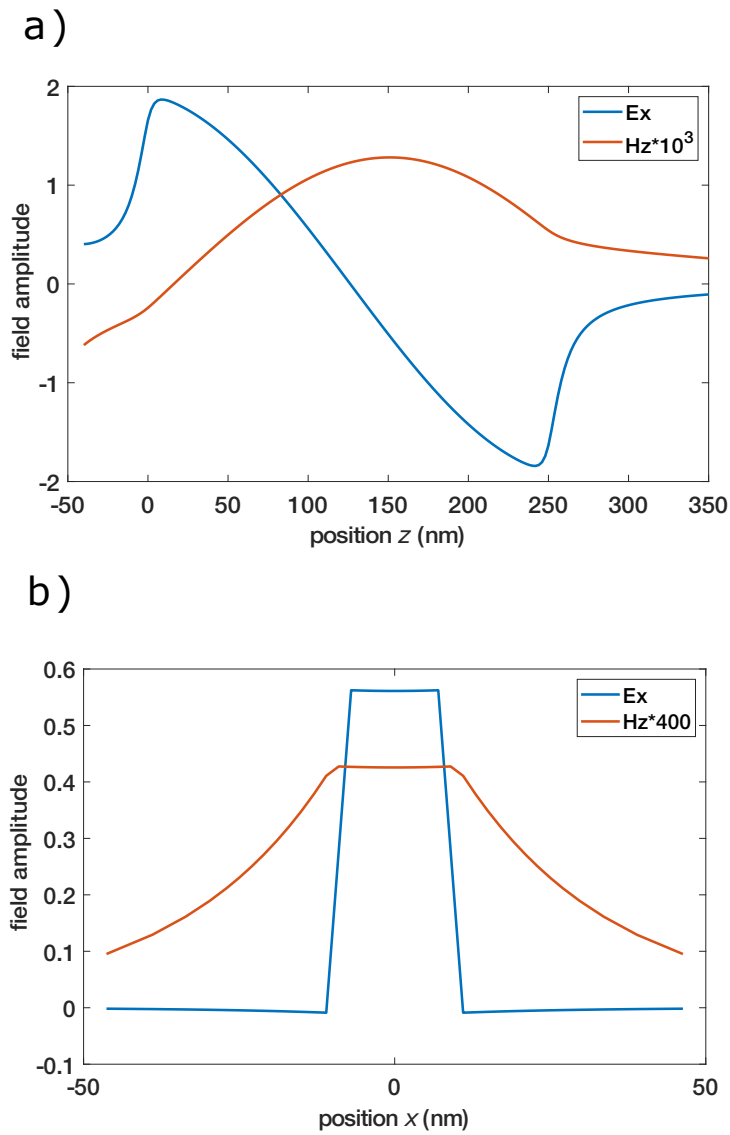 a)
2
1
0
-1
-2
field amplitude
Ex
Hz*10³
-50 0 50 100 150 200 250 300 350
position z (nm)
b)
0.6
0.5
0.4
0.3
0.2
0.1
0
-0.1
field amplitude
Ex
Hz*400
-50 0 50
position x (nm)